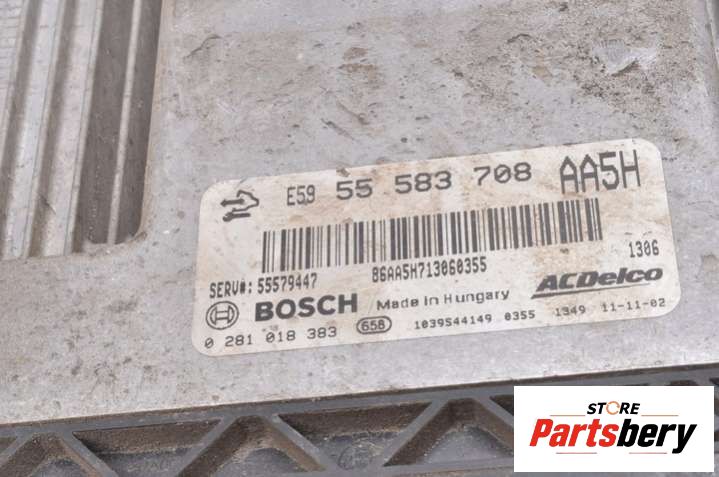 E59 55 583 708 AA5H
86AA5H713060355
1306
SERV#: 55579447
BOSCH Made in Hungary ACDelco
0 281 018 383 658 1039S44149 0355 1349 11-11-02
STORE
Partsbery